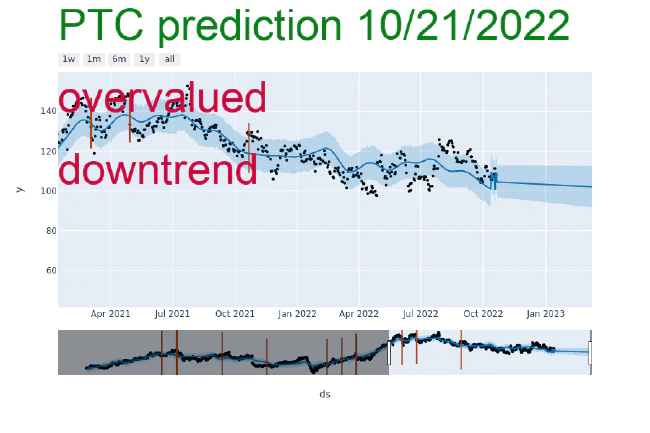 PTC prediction 10/21/2022
1w 1m 6m 1y all
overvalued
140
120
downtrend
100
80
60
y
Apr 2021 Jul 2021 Oct 2021 Jan 2022 Apr 2022 Jul 2022 Oct 2022 Jan 2023
ds